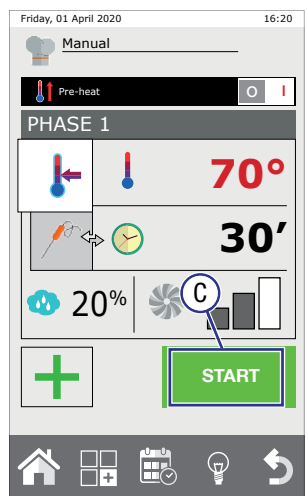 Friday, 01 April 2020 16:20
Manual
Pre-heat O I
PHASE 1
70°
30’
20% C
START